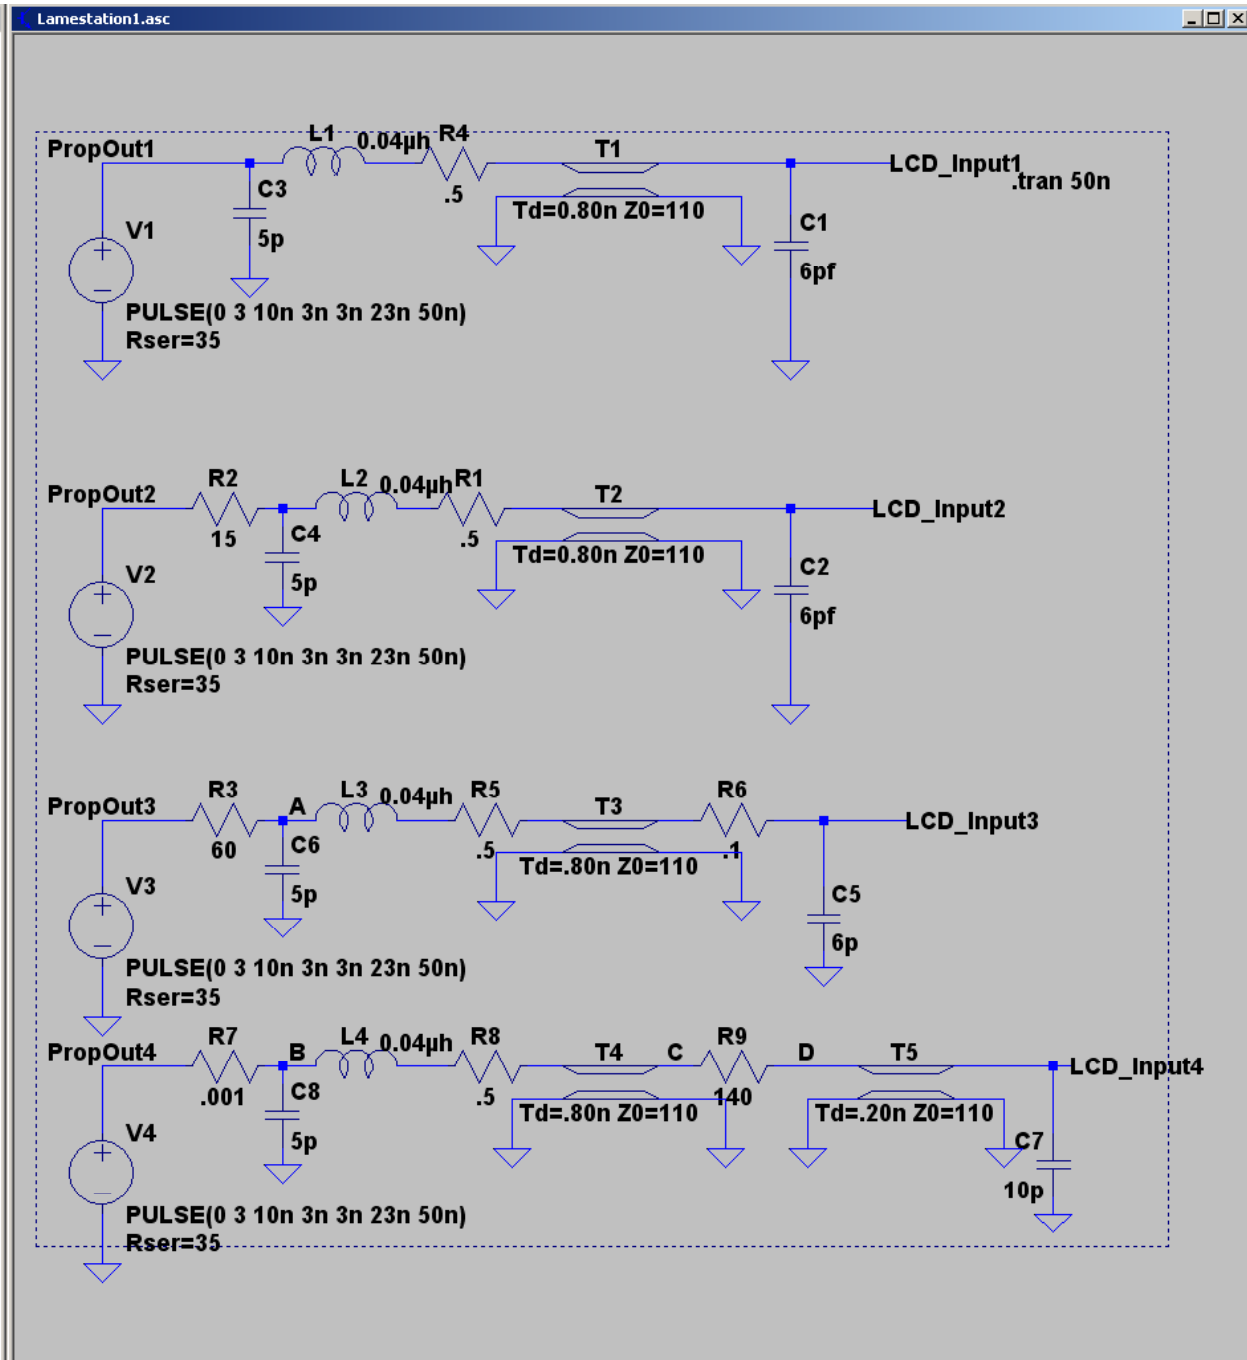 Lamestation1.asc
PropOut1
L1
0.04µh
R4
.5
T1
LCD_Input1
.tran 50n
C3
5p
Td=0.80n Z0=110
C1
6pf
V1
PULSE(0 3 10n 3n 3n 23n 50n)
Rser=35
PropOut2
R2
15
L2
0.04µh
R1
.5
T2
LCD_Input2
C4
5p
Td=0.80n Z0=110
C2
6pf
V2
PULSE(0 3 10n 3n 3n 23n 50n)
Rser=35
PropOut3
R3
60
A
L3
0.04µh
R5
.5
T3
R6
.1
LCD_Input3
C6
5p
Td=.80n Z0=110
C5
6p
V3
PULSE(0 3 10n 3n 3n 23n 50n)
Rser=35
PropOut4
R7
.001
B
L4
0.04µh
R8
.5
T4
C
R9
140
D
T5
LCD_Input4
C8
5p
Td=.80n Z0=110
Td=.20n Z0=110
C7
10p
V4
PULSE(0 3 10n 3n 3n 23n 50n)
Rser=35